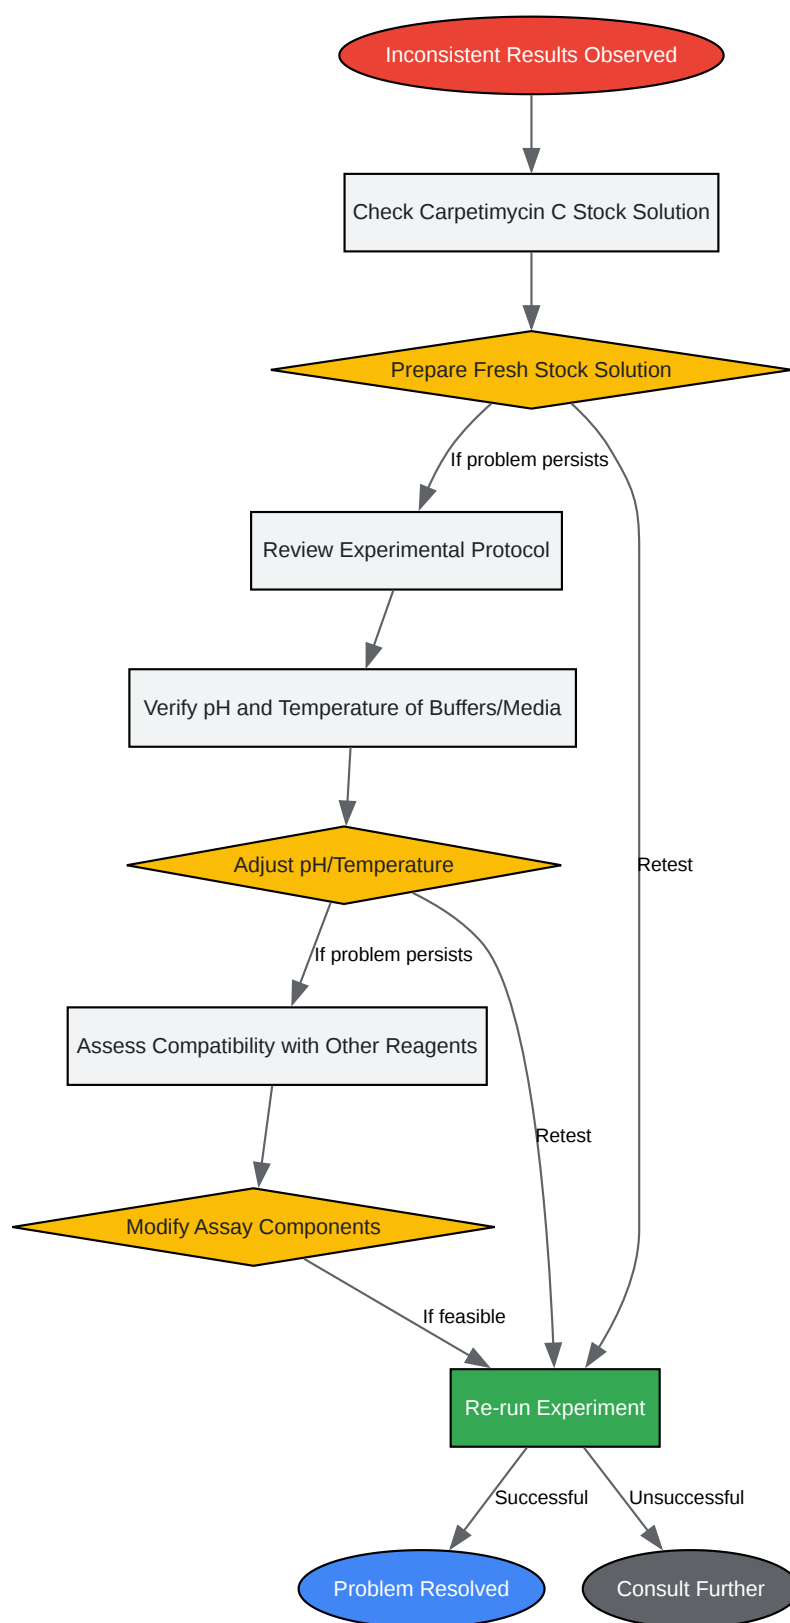 Inconsistent Results Observed
Check Carpetimycin C Stock Solution
Prepare Fresh Stock Solution
If problem persists
Review Experimental Protocol
Verify pH and Temperature of Buffers/Media
Adjust pH/Temperature
Retest
If problem persists
Assess Compatibility with Other Reagents
Retest
Modify Assay Components
If feasible
Re-run Experiment
Successful
Unsuccessful
Problem Resolved
Consult Further